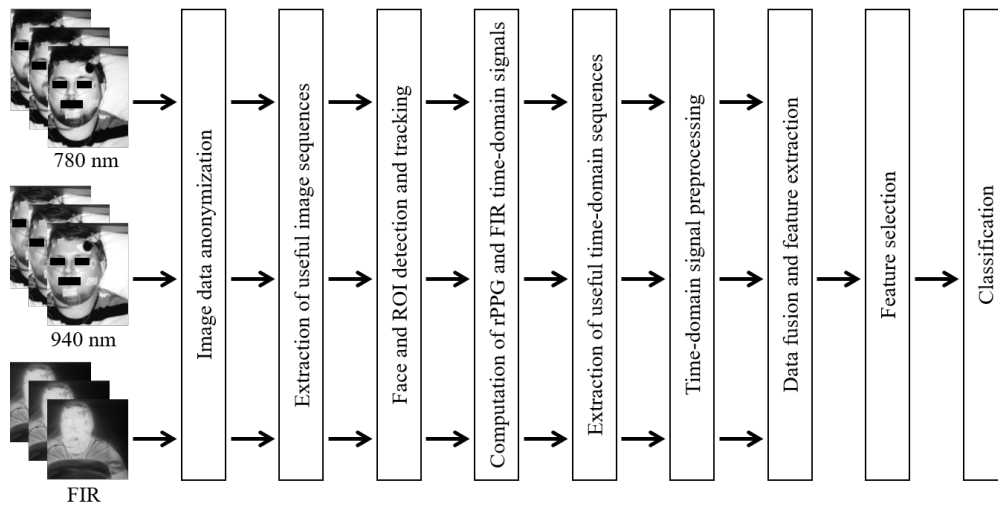 780 nm
940 nm
FIR
Image data anonymization
Extraction of useful image sequences
Face and ROI detection and tracking
Computation of rPPG and FIR time-domain signals
Extraction of useful time-domain sequences
Time-domain signal preprocessing
Data fusion and feature extraction
Feature selection
Classification